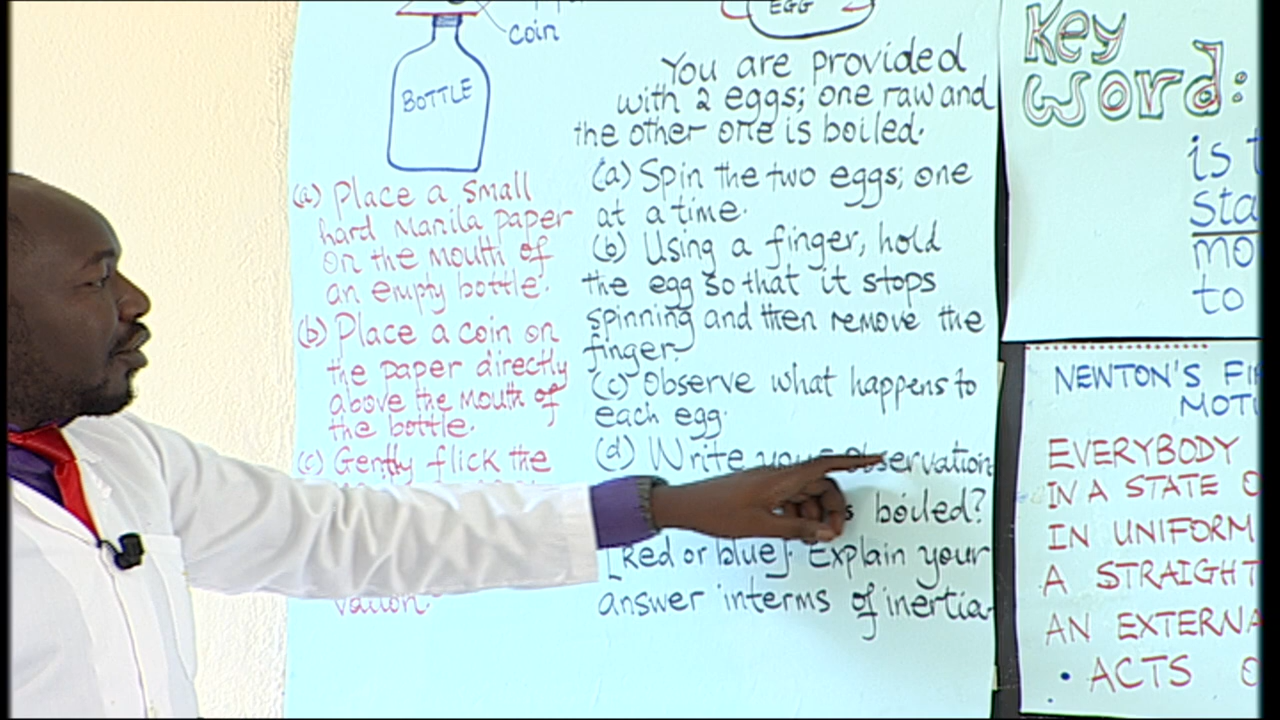 coin
BOTTLE
(a) Place a small
hard Manila paper
on the mouth of
an empty bottle.
(b) Place a coin on
the paper directly
above the mouth of
the bottle.
(c) Gently flick the
vation.
EGG
You are provided
with 2 eggs; one raw and
the other one is boiled.
(a) Spin the two eggs; one
at a time.
(b) Using a finger, hold
the egg so that it stops
spinning and then remove the
finger.
(c) Observe what happens to
each egg.
(d) Write your observation
boiled?
[Red or blue]. Explain your
answer interms of inertia.
Key
word:
is
sta
mo
to
NEWTON'S FI
MOT
EVERYBODY
IN A STATE O
IN UNIFORM
A STRAIGHT
AN EXTERNA
• ACTS O